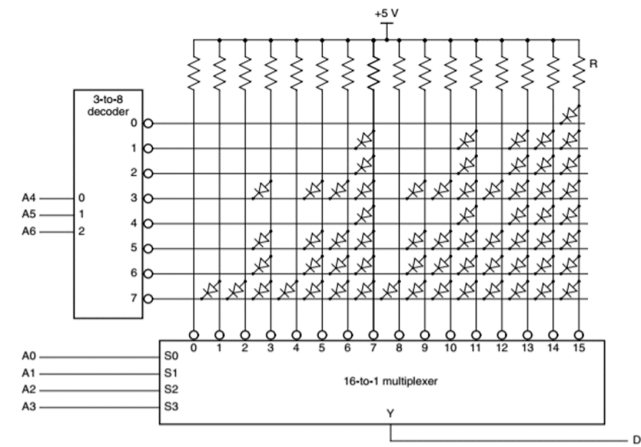 +5 V
R
3-to-8
decoder
0
1
2
3
4
5
6
7
A4 0
A5 1
A6 2
0 1 2 3 4 5 6 7 8 9 10 11 12 13 14 15
A0 S0
A1 S1
A2 S2
A3 S3
16-to-1 multiplexer
Y
D